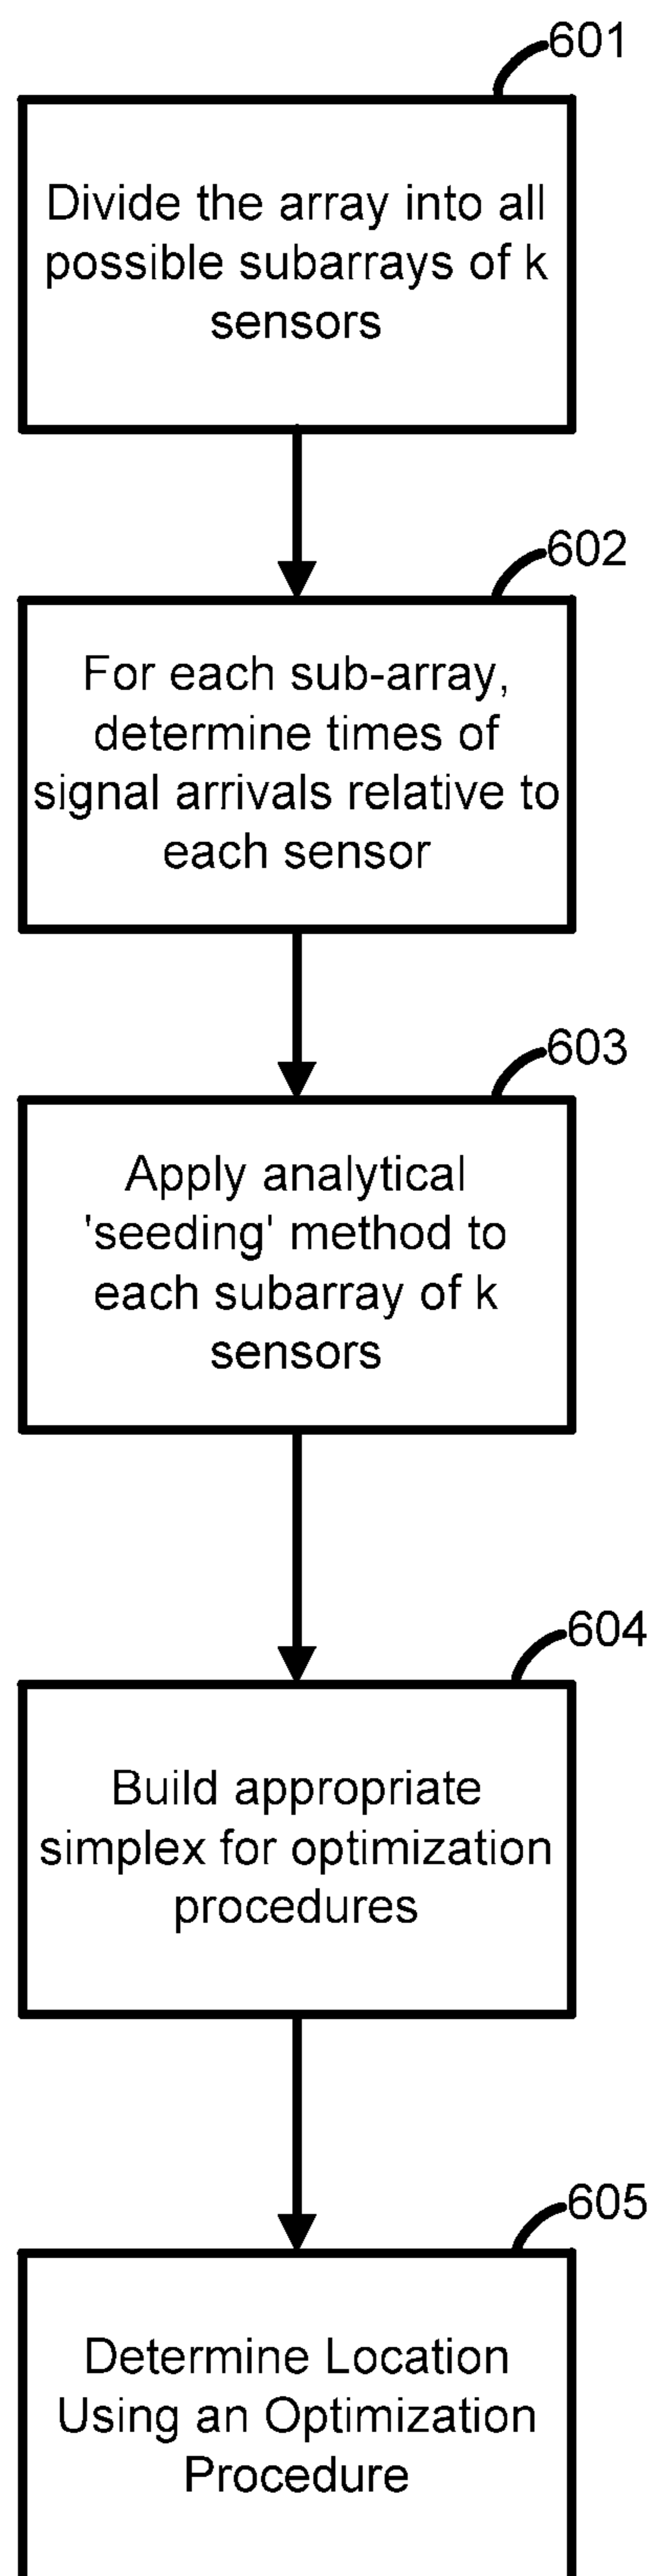 601
Divide the array into all
possible subarrays of k
sensors
602
For each sub-array,
determine times of
signal arrivals relative to
each sensor
603
Apply analytical
'seeding' method to
each subarray of k
sensors
604
Build appropriate
simplex for optimization
procedures
605
Determine Location
Using an Optimization
Procedure